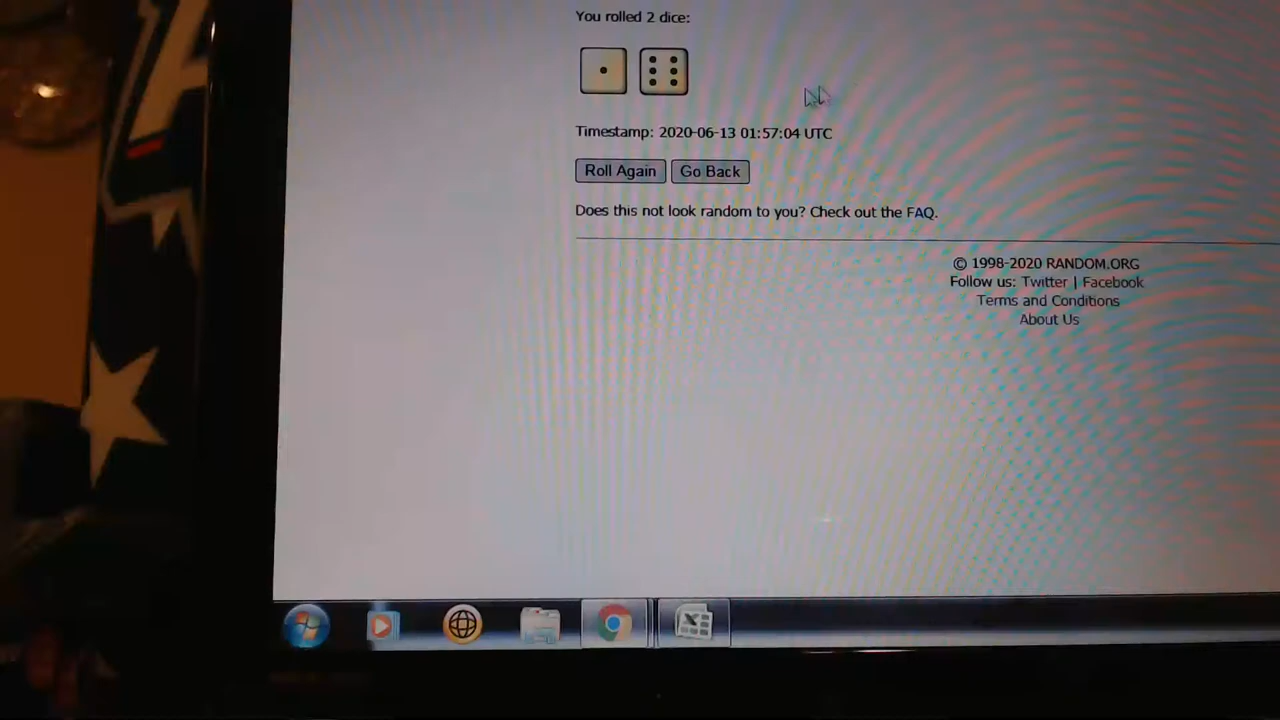 You rolled 2 dice:
Timestamp: 2020-06-13 01:57:04 UTC
Roll Again Go Back
Does this not look random to you? Check out the FAQ.
© 1998-2020 RANDOM.ORG
Follow us: Twitter | Facebook
Terms and Conditions
About Us